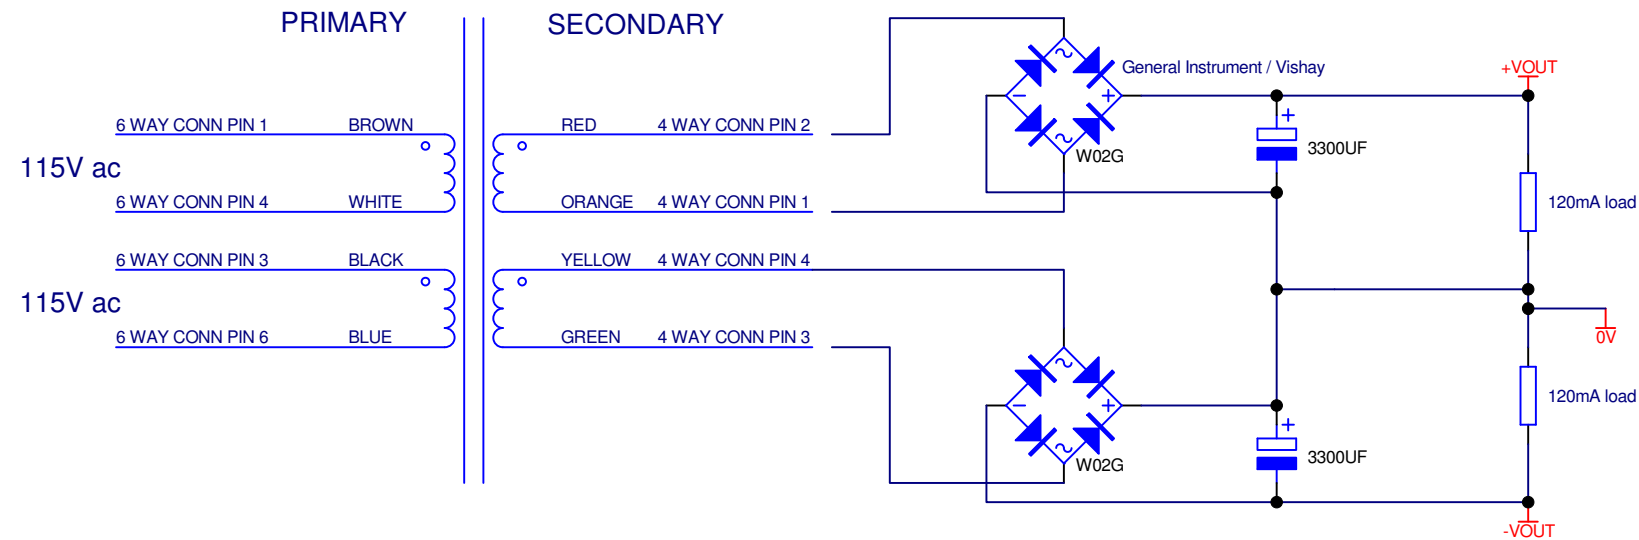 PRIMARY
SECONDARY
General Instrument / Vishay
+VOUT
6 WAY CONN PIN 1
BROWN
RED
4 WAY CONN PIN 2
W02G
+
3300UF
115V ac
6 WAY CONN PIN 4
WHITE
ORANGE
4 WAY CONN PIN 1
120mA load
6 WAY CONN PIN 3
BLACK
YELLOW
4 WAY CONN PIN 4
115V ac
6 WAY CONN PIN 6
BLUE
GREEN
4 WAY CONN PIN 3
0V
120mA load
W02G
+
3300UF
-VOUT